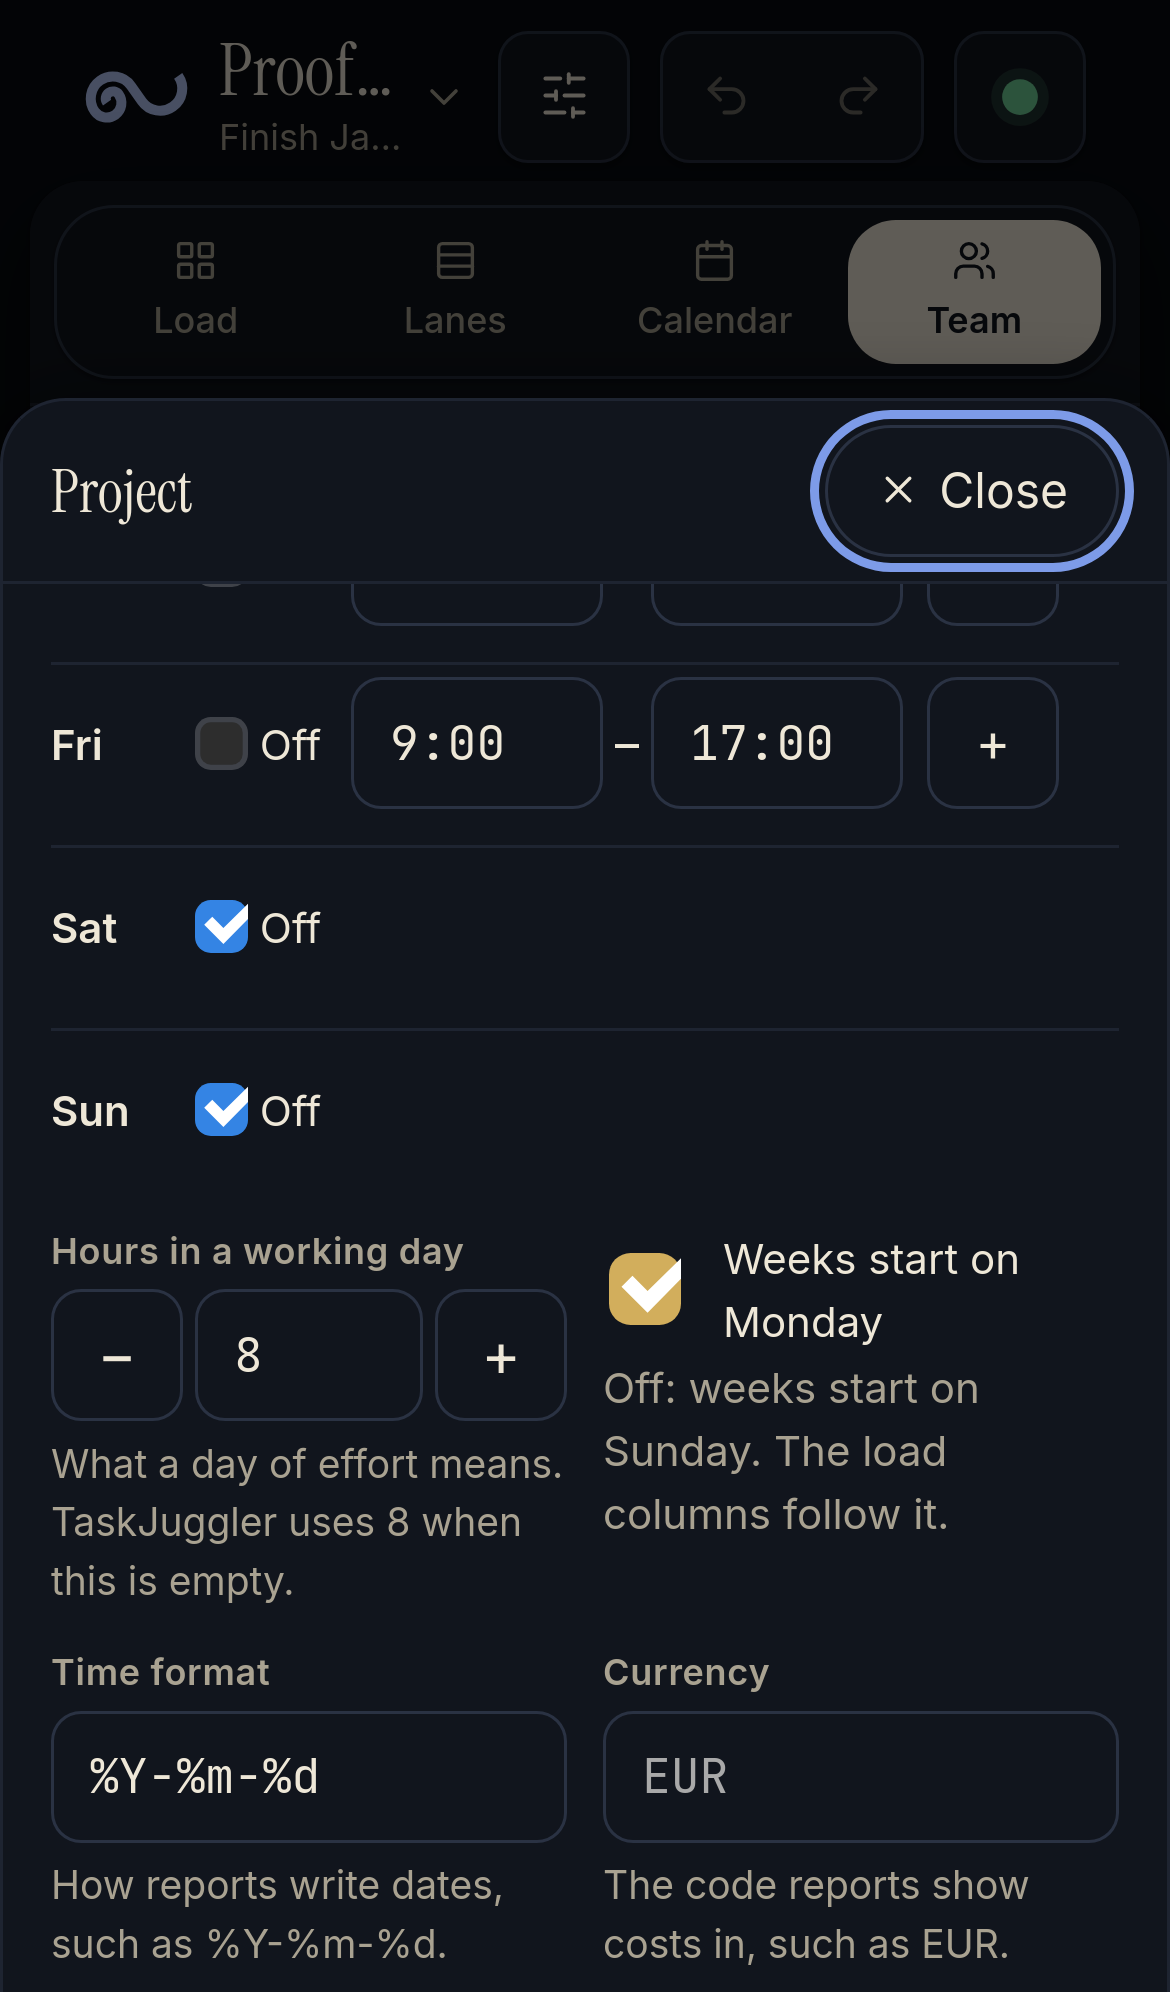 Proof...
Finish Ja...
Load
Lanes
Calendar
Team
Project
× Close
Fri
Off
9:00
–
17:00
+
Sat
Off
Sun
Off
Hours in a working day
−
8
+
What a day of effort means.
TaskJuggler uses 8 when
this is empty.
Weeks start on
Monday
Off: weeks start on
Sunday. The load
columns follow it.
Time format
%Y-%m-%d
How reports write dates,
such as %Y-%m-%d.
Currency
EUR
The code reports show
costs in, such as EUR.